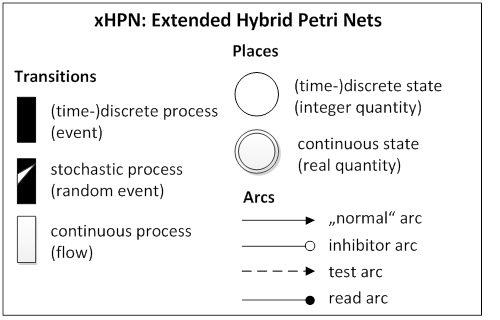 xHPN: Extended Hybrid Petri Nets
Transitions
(time-)discrete process
(event)
stochastic process
(random event)
continuous process
(flow)
Places
(time-)discrete state
(integer quantity)
continuous state
(real quantity)
Arcs
„normal“ arc
inhibitor arc
test arc
read arc